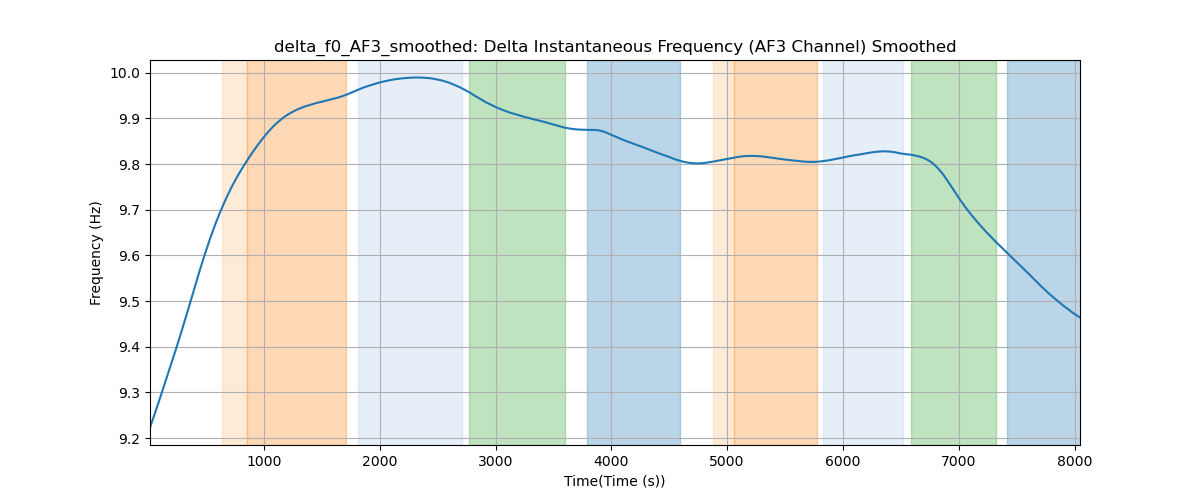 delta_f0_AF3_smoothed: Delta Instantaneous Frequency (AF3 Channel) Smoothed
10.0
9.9
9.8
9.7
9.6
9.5
9.4
9.3
9.2
Frequency (Hz)
1000 2000 3000 4000 5000 6000 7000 8000
Time(Time (s))